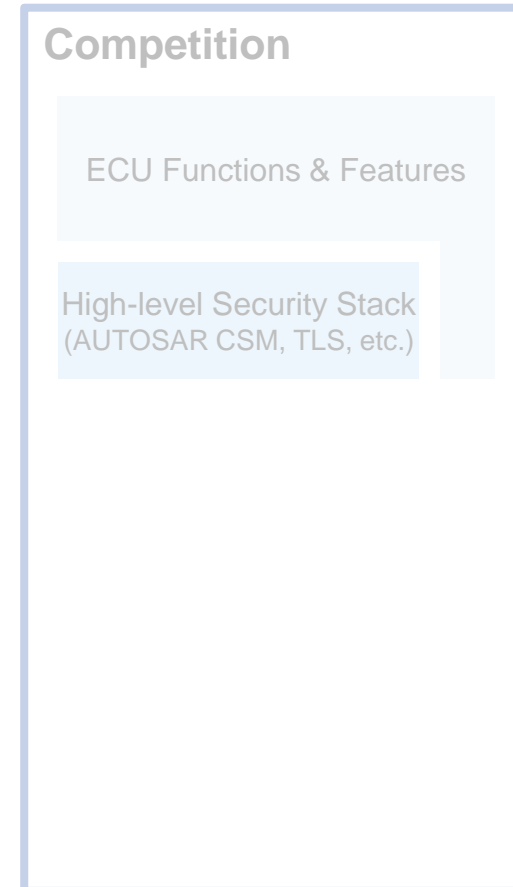 Competition
ECU Functions & Features
High-level Security Stack
(AUTOSAR CSM, TLS, etc.)